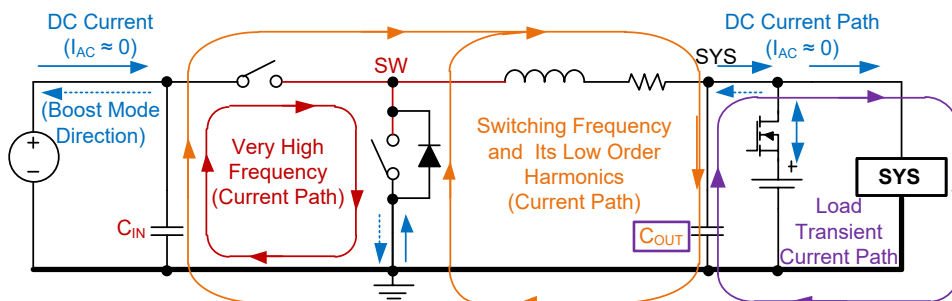 DC Current
(IAC ≈ 0)
(Boost Mode
Direction)
CIN
Very High
Frequency
(Current Path)
SW
Switching Frequency
and Its Low Order
Harmonics
(Current Path)
SYS
COUT
DC Current Path
(IAC ≈ 0)
+
SYS
Load
Transient
Current Path